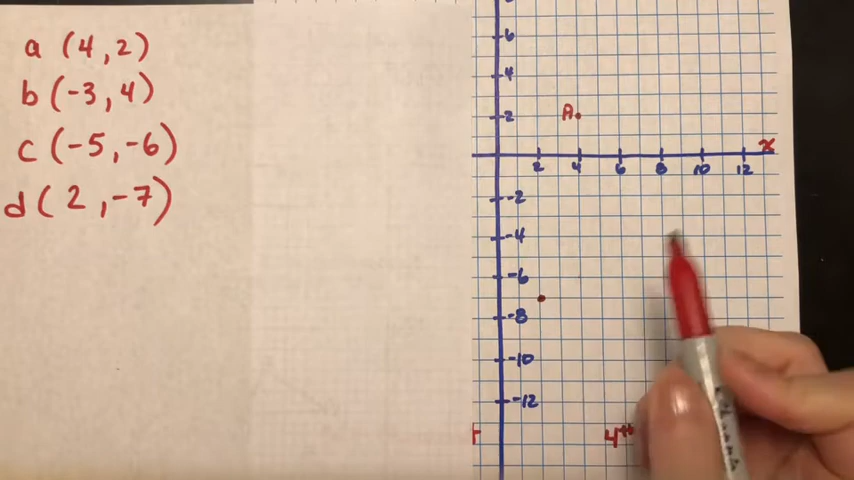 a (4, 2)
b (-3, 4)
c (-5, -6)
d (2, -7)
6
4
A
2
x
2 4 6 8 10 12
-2
-4
-6
-8
-10
-12
4th